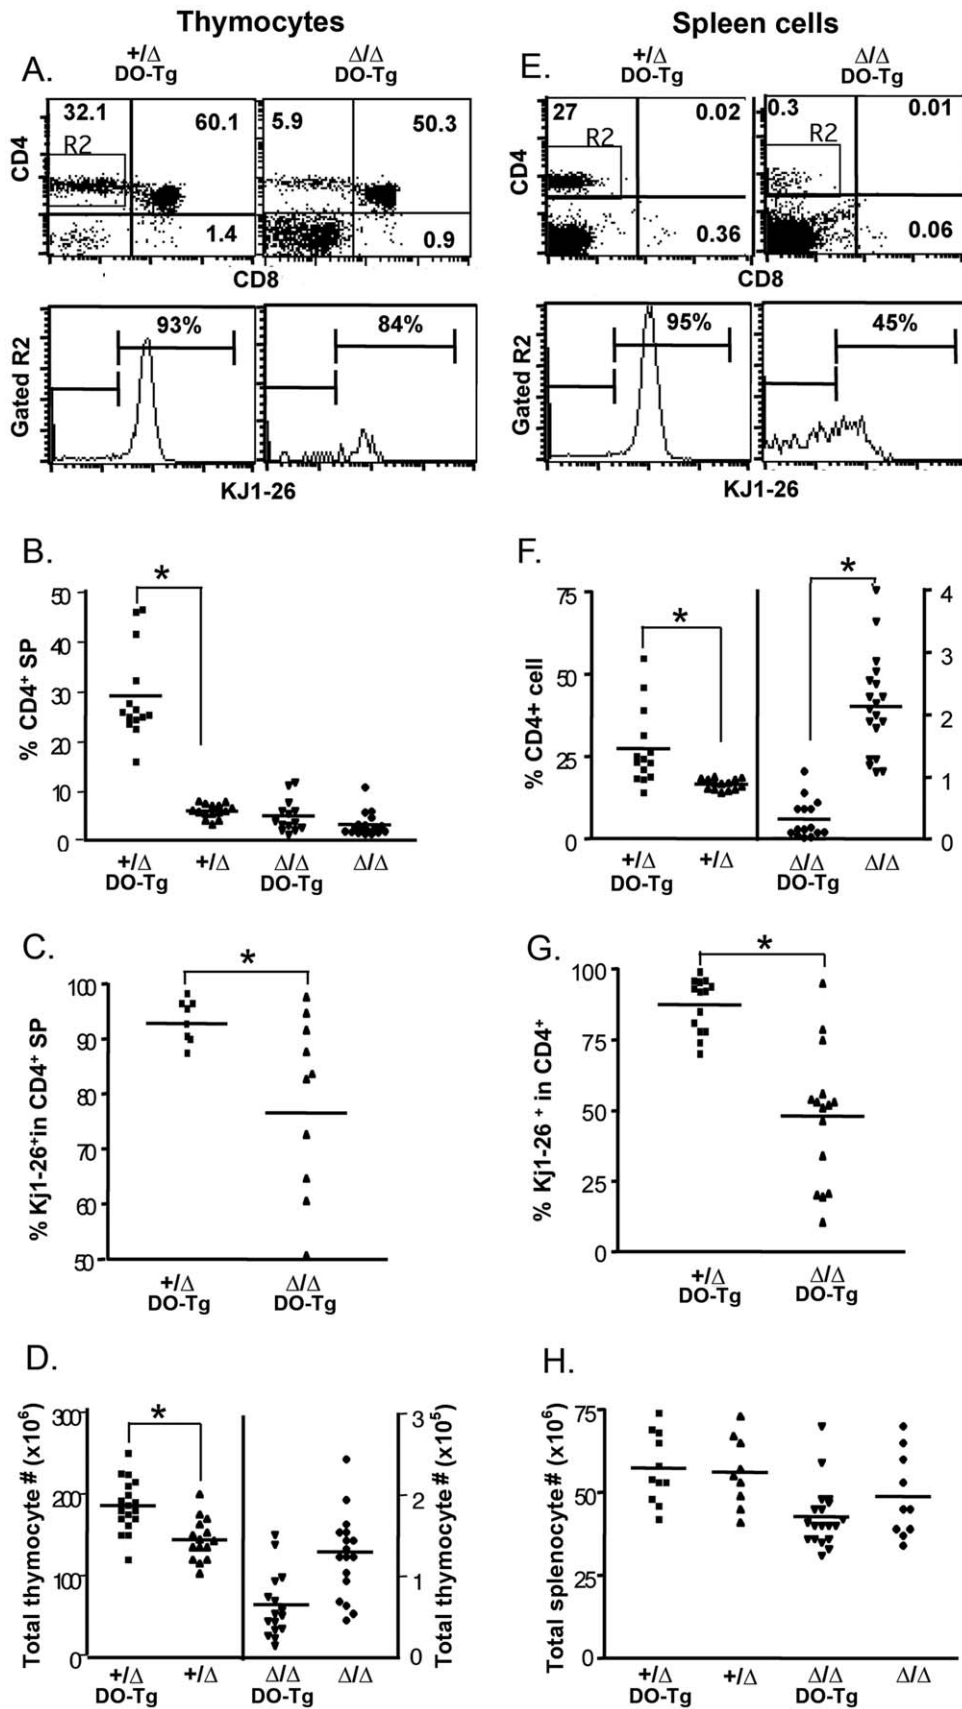 Thymocytes
Spleen cells
A.
+/Δ
DO-Tg
Δ/Δ
DO-Tg
E.
+/Δ
DO-Tg
Δ/Δ
DO-Tg
CD4
32.1
60.1
R2
1.4
5.9
50.3
0.9
CD8
CD4
27
0.02
R2
0.36
0.3
0.01
R2
0.06
CD8
Gated R2
93%
84%
KJ1-26
Gated R2
95%
45%
KJ1-26
B.
% CD4⁺ SP
50
40
30
20
10
0
*
+/Δ
DO-Tg
+/Δ
Δ/Δ
DO-Tg
Δ/Δ
F.
% CD4+ cell
75
50
25
0
*
*
4
3
2
1
0
+/Δ
DO-Tg
+/Δ
Δ/Δ
DO-Tg
Δ/Δ
C.
% Kj1-26⁺in CD4⁺ SP
100
90
80
70
60
50
*
+/Δ
DO-Tg
Δ/Δ
DO-Tg
G.
% Kj1-26 ⁺ in CD4⁺
100
75
50
25
0
*
+/Δ
DO-Tg
Δ/Δ
DO-Tg
D.
Total thymocyte # (x10⁶)
300
200
100
0
*
3
2
1
0
Total thymocyte # (x10⁵)
+/Δ
DO-Tg
+/Δ
Δ/Δ
DO-Tg
Δ/Δ
H.
Total splenocyte# (x10⁶)
75
50
25
0
+/Δ
DO-Tg
+/Δ
Δ/Δ
DO-Tg
Δ/Δ